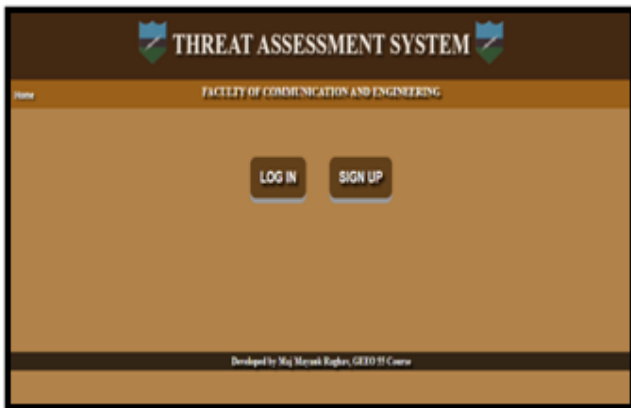 THREAT ASSESSMENT SYSTEM
Home
FACULTY OF COMMUNICATION AND ENGINEERING
LOG IN
SIGN UP
Developed by Maj Mayank Raghav, GEEO 55 Course